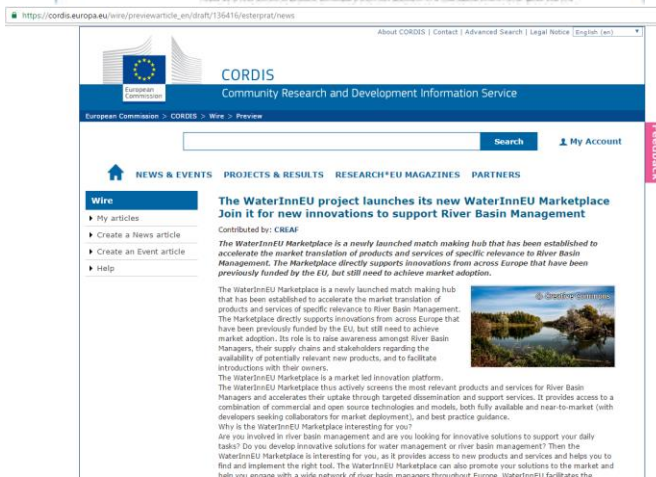 https://cordis.europa.eu/wire/previewarticle_en/draft/136416/esterprat/news
About CORDIS | Contact | Advanced Search | Legal Notice English (en)
CORDIS
European Commission
Community Research and Development Information Service
European Commission > CORDIS > Wire > Preview
Search
My Account
Feedback
NEWS & EVENTS PROJECTS & RESULTS RESEARCH*EU MAGAZINES PARTNERS
Wire
My articles
Create a News article
Create an Event article
Help
The WaterInnEU project launches its new WaterInnEU Marketplace
Join it for new innovations to support River Basin Management
Contributed by: CREAF
The WaterInnEU Marketplace is a newly launched match making hub that has been established to
accelerate the market translation of products and services of specific relevance to River Basin
Management. The Marketplace directly supports innovations from across Europe that have been
previously funded by the EU, but still need to achieve market adoption.
The WaterInnEU Marketplace is a newly launched match making hub
that has been established to accelerate the market translation of
products and services of specific relevance to River Basin Management.
The Marketplace directly supports innovations from across Europe that
have been previously funded by the EU, but still need to achieve
market adoption. Its role is to raise awareness amongst River Basin
Managers, their supply chains and stakeholders regarding the
availability of potentially relevant new products, and to facilitate
introductions with their owners.
© Creative commons
The WaterInnEU Marketplace is a market led innovation platform.
The WaterInnEU Marketplace thus actively screens the most relevant products and services for River Basin
Managers and accelerates their uptake through targeted dissemination and support services. It provides access to a
combination of commercial and open source technologies and models, both fully available and near-to-market (with
developers seeking collaborators for market deployment), and best practice guidance.
Why is the WaterInnEU Marketplace interesting for you?
Are you involved in river basin management and are you looking for innovative solutions to support your daily
tasks? Do you develop innovative solutions for water management or river basin management? Then the
WaterInnEU Marketplace is interesting for you, as it provides access to new products and services and helps you to
find and implement the right tool. The WaterInnEU Marketplace can also promote your solutions to the market and
help you engage with a wide network of river basin managers throughout Europe. WaterInnEU facilitates the